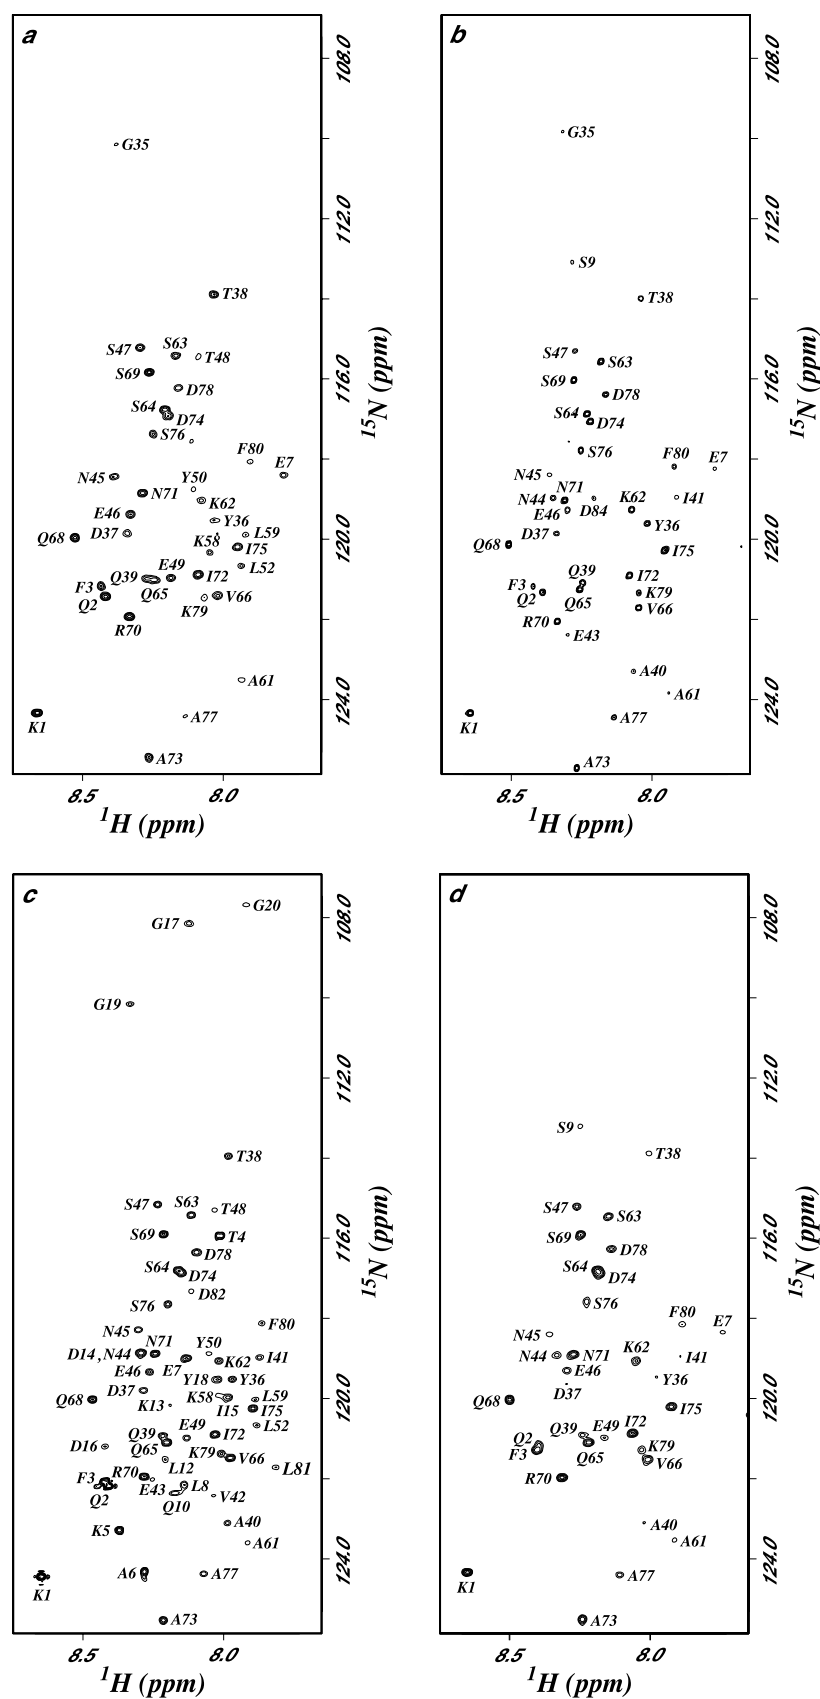 a
108.0
G35
112.0
T38
S47
S63
T48
S69
116.0
D78
S64
D74
S76
F80
E7
N45
Y50
N71
K62
E46
Y36
Q68
D37
L59
120.0
K58
I75
L52
Q39
E49
I72
F3
Q65
V66
Q2
K79
R70
A61
124.0
K1
A77
A73
8.5
8.0
¹H (ppm)
¹⁵N (ppm)
b
108.0
G35
112.0
S9
T38
S47
S63
S69
116.0
D78
S64
D74
S76
F80
E7
N45
N71
I41
N44
K62
E46
D84
Y36
D37
120.0
Q68
I75
Q39
I72
F3
K79
Q2
Q65
V66
R70
E43
A40
A61
124.0
K1
A77
A73
8.5
8.0
¹H (ppm)
¹⁵N (ppm)
c
G20
108.0
G17
G19
112.0
T38
S47
S63
T48
S69
T4
116.0
D78
S64
D74
D82
S76
F80
N45
Y50
D14,N44
N71
I41
E7
K62
E46
Y18
Y36
D37
K58
L59
120.0
Q68
K13
I15
I75
L52
Q39
E49
I72
D16
Q65
K79
V66
L12
L81
F3
R70
L8
Q2
E43
V42
Q10
K5
A40
A61
124.0
A6
A77
K1
A73
8.5
8.0
¹H (ppm)
¹⁵N (ppm)
d
108.0
112.0
S9
T38
S47
S63
S69
116.0
D78
S64
D74
S76
F80
E7
N45
K62
N44
N71
I41
E46
Y36
D37
120.0
Q68
I75
Q39
E49
I72
Q2
K79
F3
Q65
V66
R70
A40
A61
124.0
K1
A77
A73
8.5
8.0
¹H (ppm)
¹⁵N (ppm)